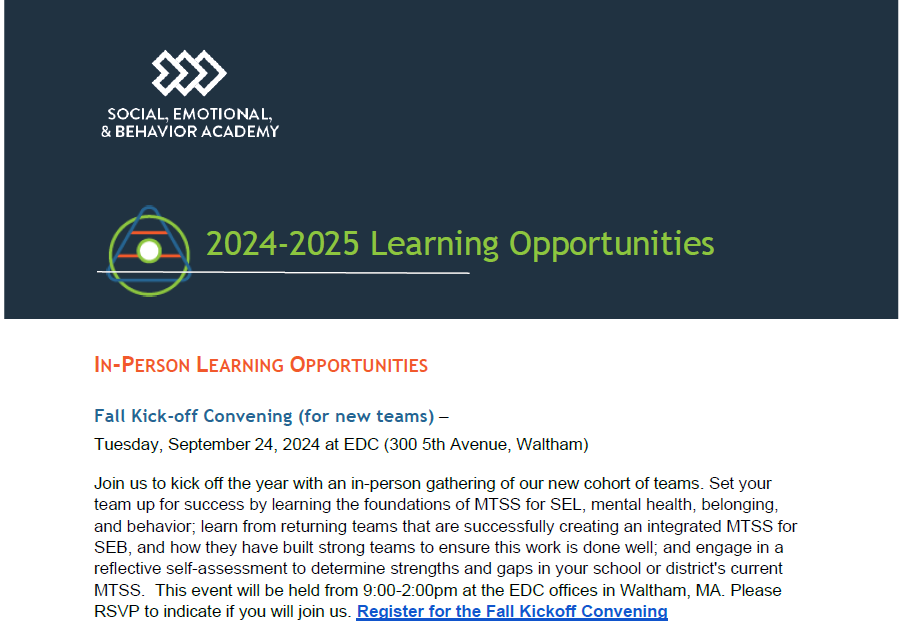 SOCIAL, EMOTIONAL,
& BEHAVIOR ACADEMY
2024-2025 Learning Opportunities
IN-PERSON LEARNING OPPORTUNITIES
Fall Kick-off Convening (for new teams) –
Tuesday, September 24, 2024 at EDC (300 5th Avenue, Waltham)
Join us to kick off the year with an in-person gathering of our new cohort of teams. Set your
team up for success by learning the foundations of MTSS for SEL, mental health, belonging,
and behavior; learn from returning teams that are successfully creating an integrated MTSS for
SEB, and how they have built strong teams to ensure this work is done well; and engage in a
reflective self-assessment to determine strengths and gaps in your school or district's current
MTSS.  This event will be held from 9:00-2:00pm at the EDC offices in Waltham, MA. Please
RSVP to indicate if you will join us. Register for the Fall Kickoff Convening